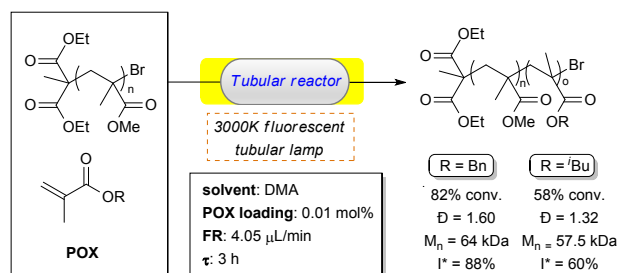 OEt
O
Br
n
O
OEt
O
OMe
O
OR
POX
Tubular reactor
3000K fluorescent
tubular lamp
solvent: DMA
POX loading: 0.01 mol%
FR: 4.05 μL/min
τ: 3 h
OEt
O
Br
n
o
O
OEt
O
OMe
O
OR
R = Bn
82% conv.
Đ = 1.60
Mn = 64 kDa
I* = 88%
R = iBu
58% conv.
Đ = 1.32
Mn = 57.5 kDa
I* = 60%